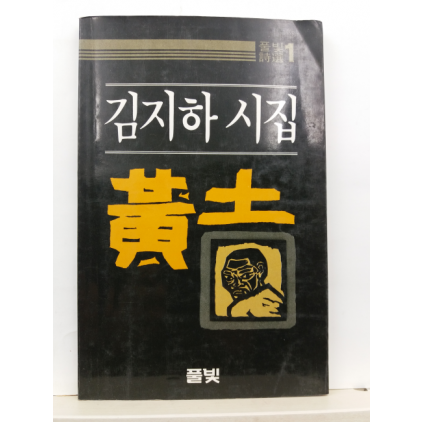 풀빛
詩選 1
김지하 시집
黃土
풀빛